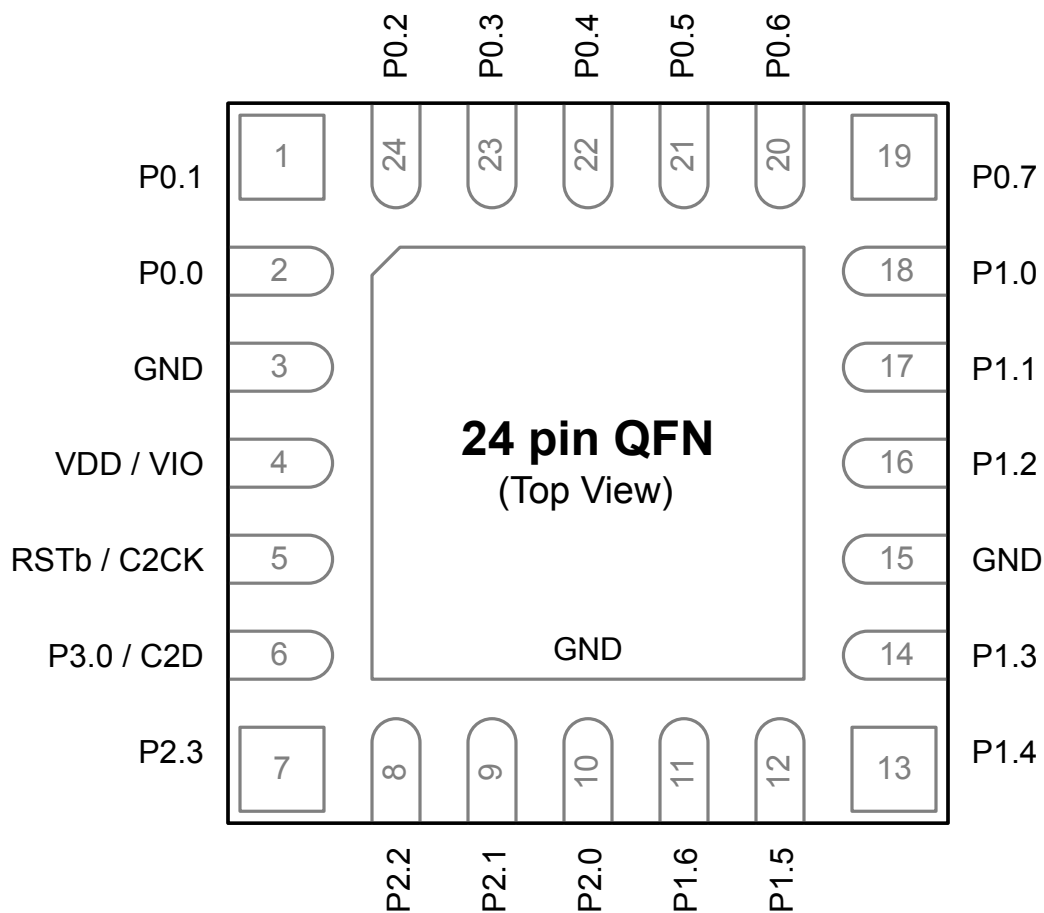 P0.2
P0.3
P0.4
P0.5
P0.6
1
24
23
22
21
20
19
P0.1
P0.7
P0.0
2
18
P1.0
GND
3
17
P1.1
24 pin QFN
(Top View)
VDD / VIO
4
16
P1.2
RSTb / C2CK
5
15
GND
P3.0 / C2D
6
GND
14
P1.3
P2.3
7
8
9
10
11
12
13
P1.4
P2.2
P2.1
P2.0
P1.6
P1.5